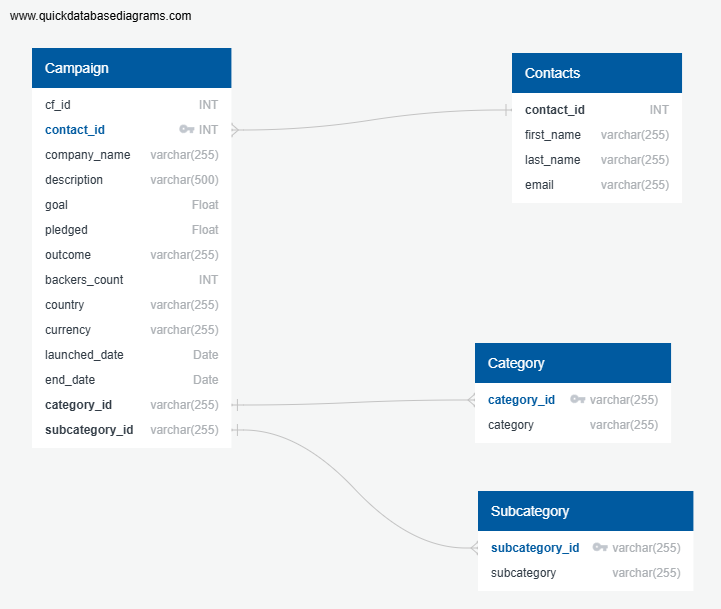 www.quickdatabasediagrams.com
Campaign
cf_id INT
contact_id INT
company_name varchar(255)
description varchar(500)
goal Float
pledged Float
outcome varchar(255)
backers_count INT
country varchar(255)
currency varchar(255)
launched_date Date
end_date Date
category_id varchar(255)
subcategory_id varchar(255)
Contacts
contact_id INT
first_name varchar(255)
last_name varchar(255)
email varchar(255)
Category
category_id varchar(255)
category varchar(255)
Subcategory
subcategory_id varchar(255)
subcategory varchar(255)